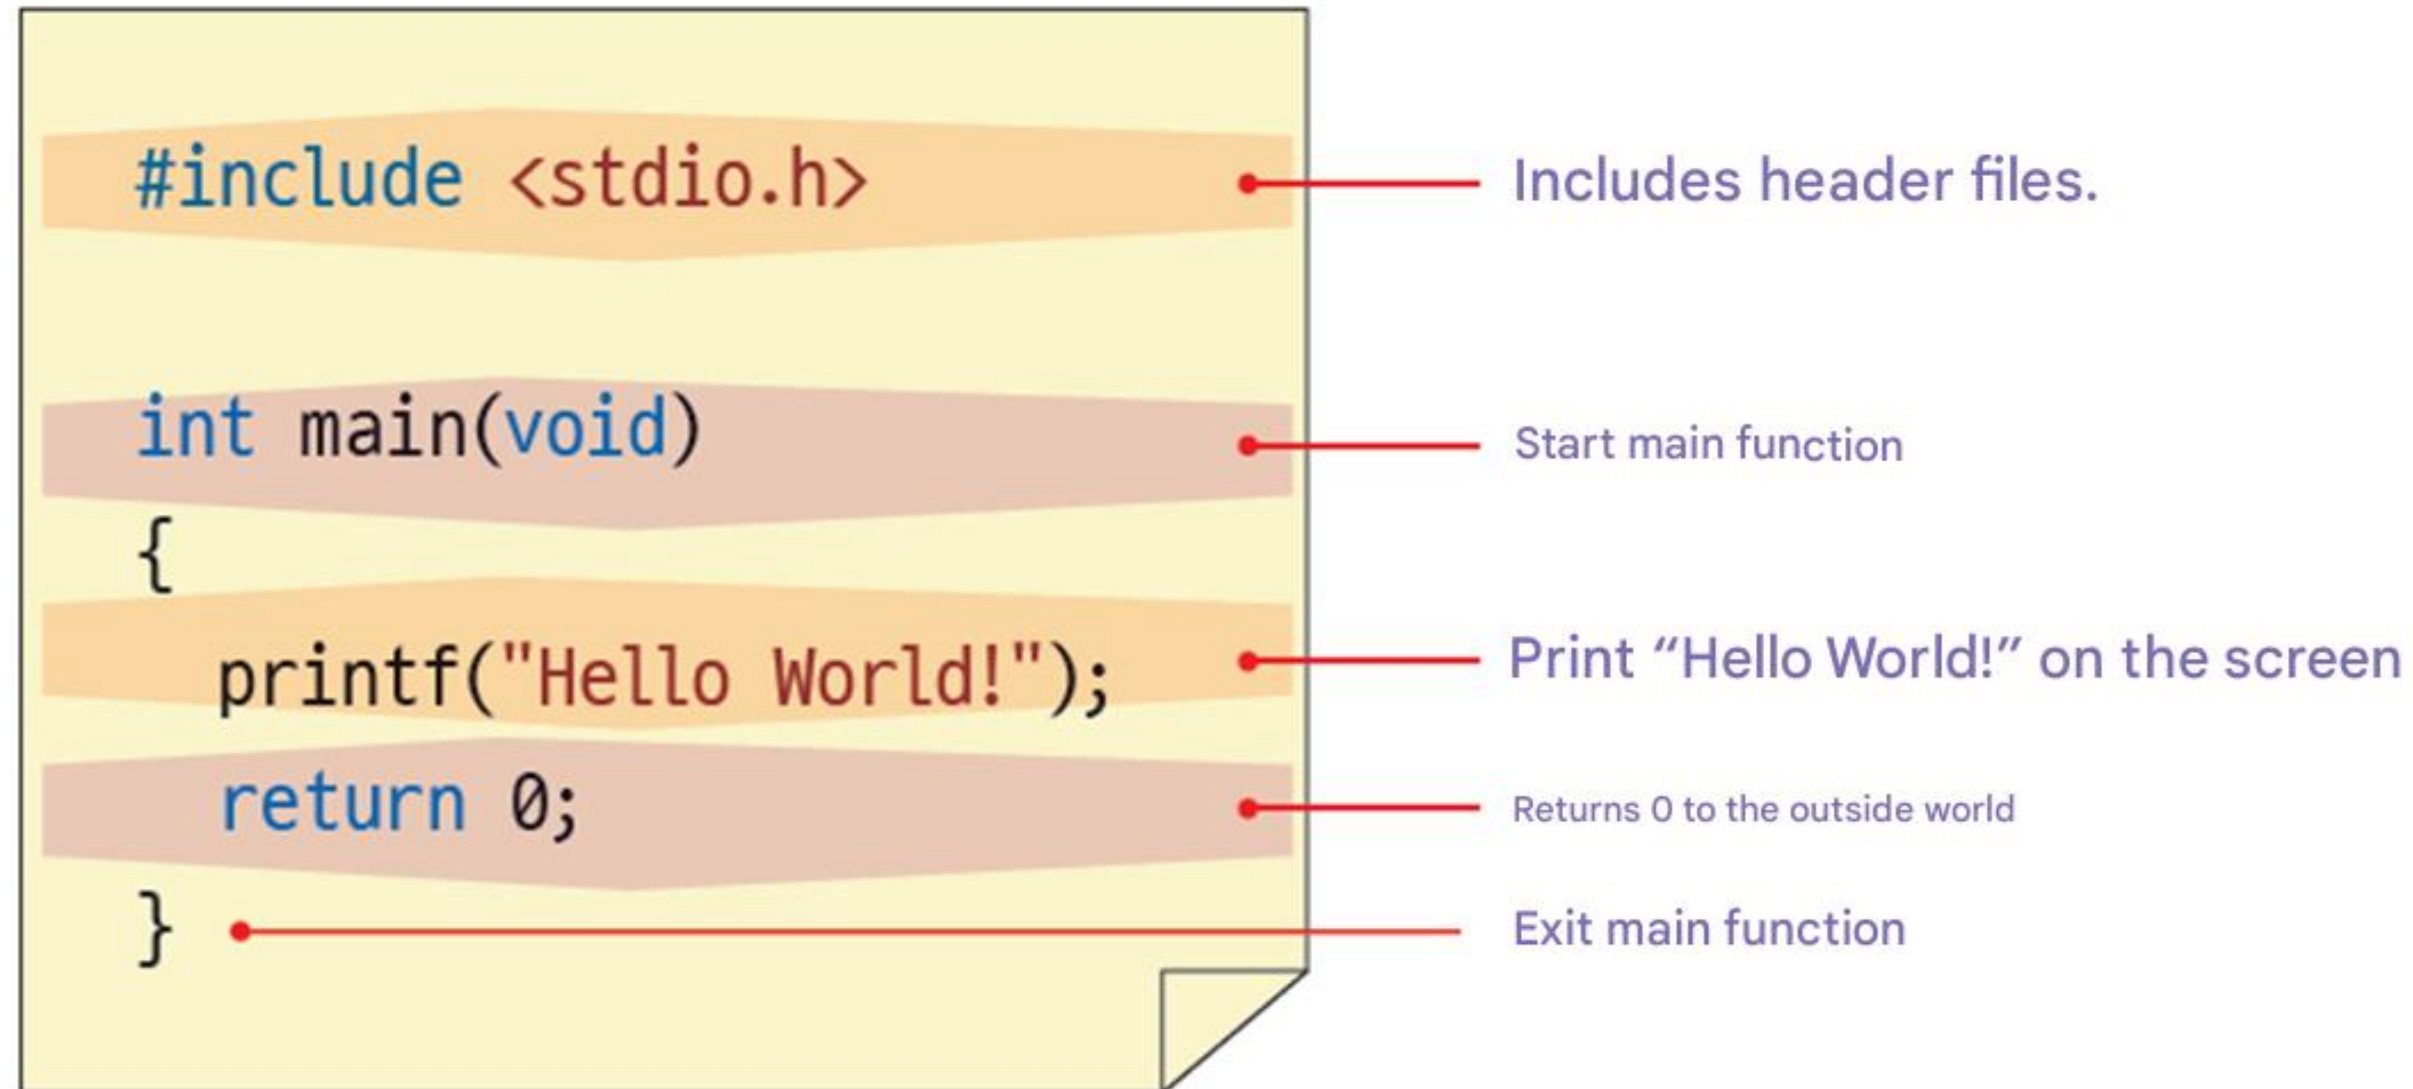 #include <stdio.h>
Includes header files.
int main(void)
Start main function
{
printf("Hello World!");
Print “Hello World!” on the screen
return 0;
Returns 0 to the outside world
}
Exit main function